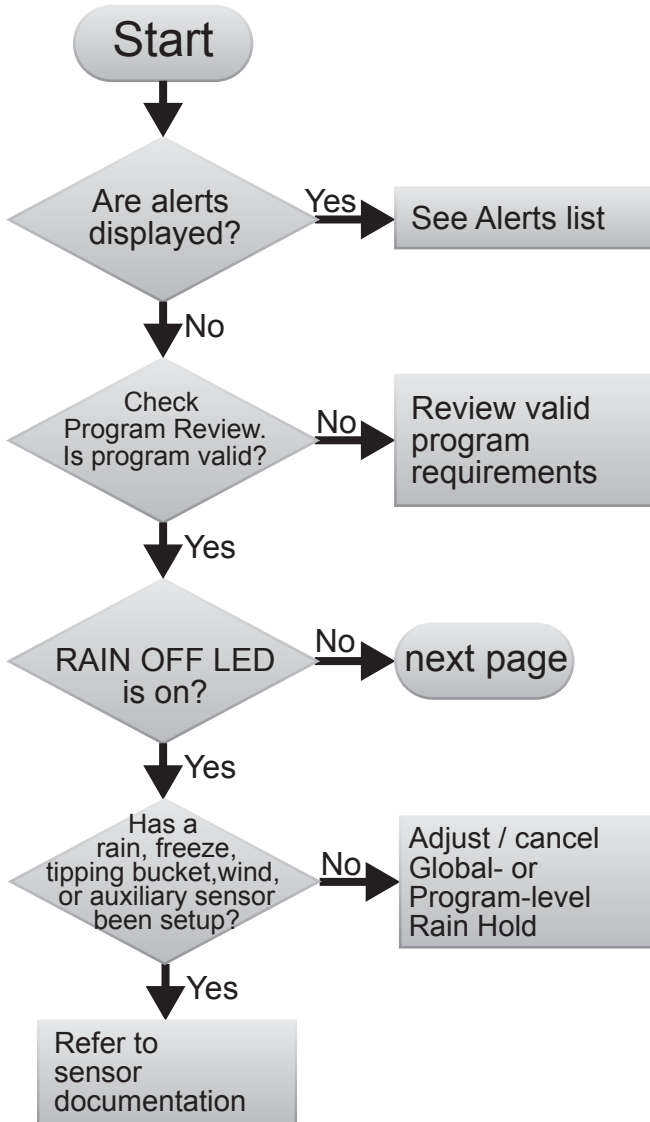 Start
Are alerts
displayed?
Yes
See Alerts list
No
Check
Program Review.
Is program valid?
No
Review valid
program
requirements
Yes
RAIN OFF LED
is on?
No
next page
Yes
Has a
rain, freeze,
tipping bucket,wind,
or auxiliary sensor
been setup?
No
Adjust / cancel
Global- or
Program-level
Rain Hold
Yes
Refer to
sensor
documentation